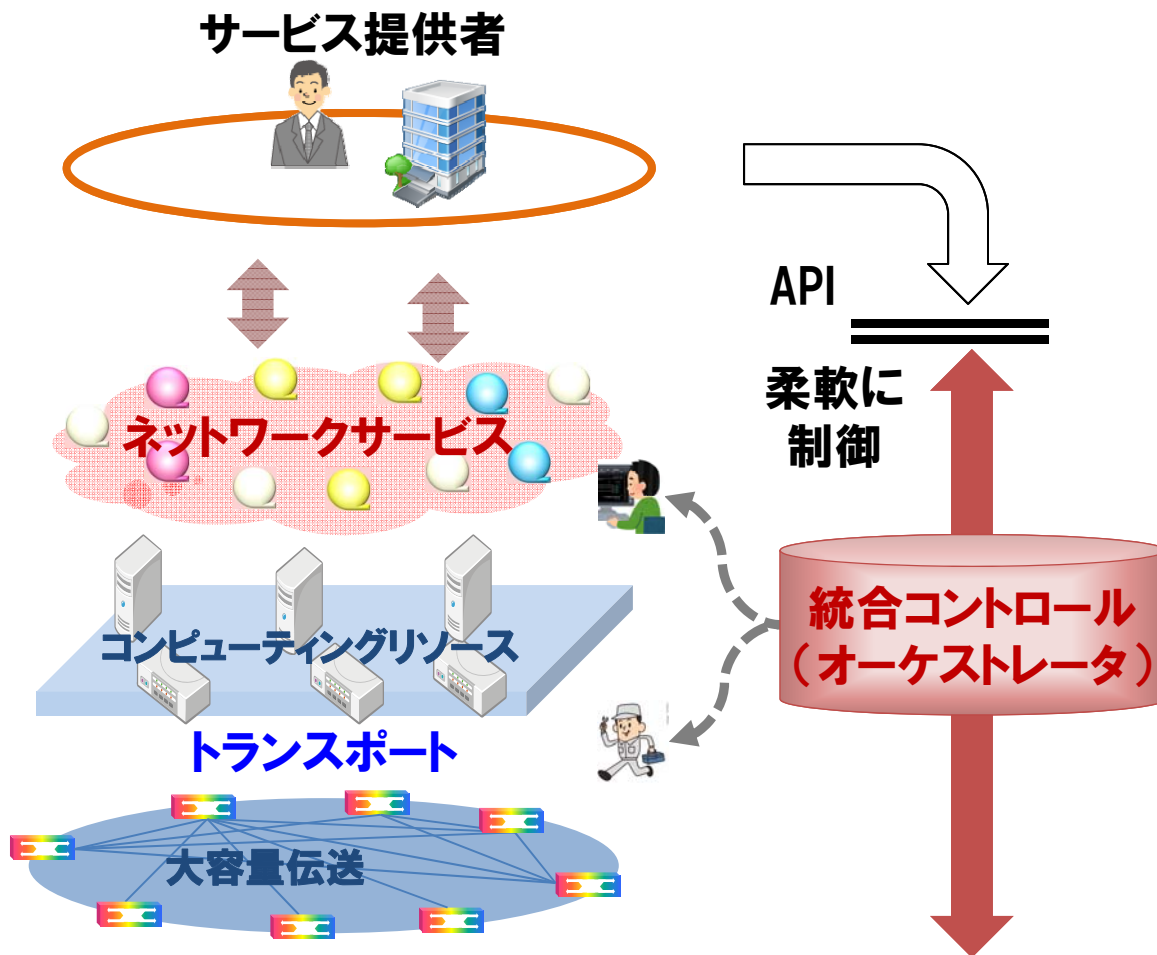 サービス提供者
API
柔軟に
制御
ネットワークサービス
統合コントロール
（オーケストレータ）
コンピューティングリソース
トランスポート
大容量伝送